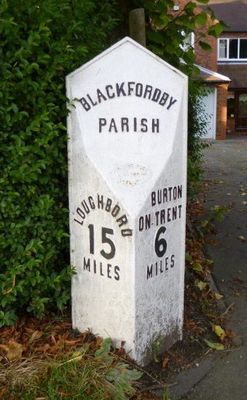 BLACKFORDBY
PARISH
LOUGHBORO
15
MILES
BURTON
ON TRENT
6
MILES